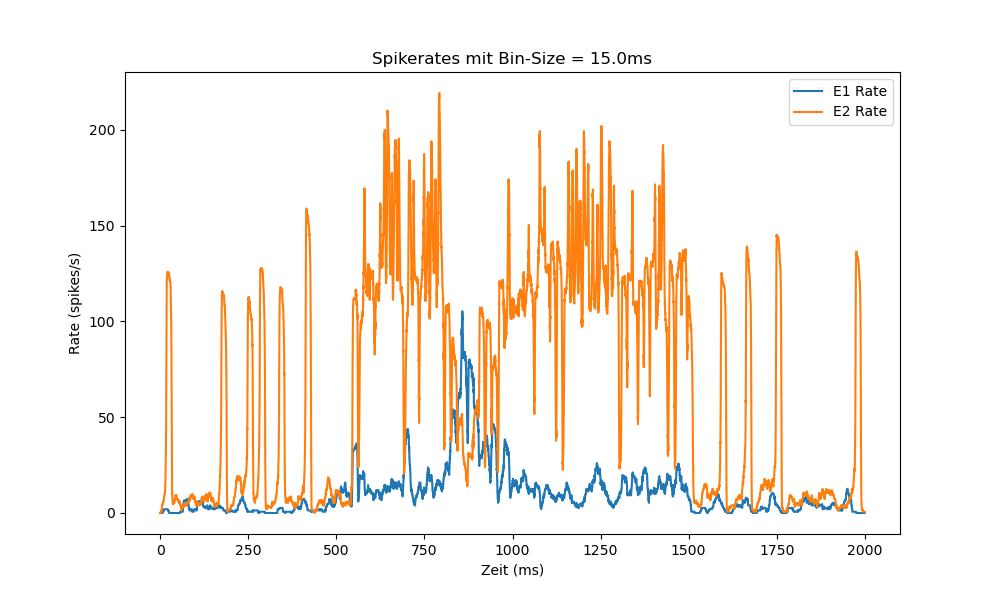 Spikerates mit Bin-Size = 15.0ms
E1 Rate
E2 Rate
Rate (spikes/s)
200
150
100
50
0
0 250 500 750 1000 1250 1500 1750 2000
Zeit (ms)